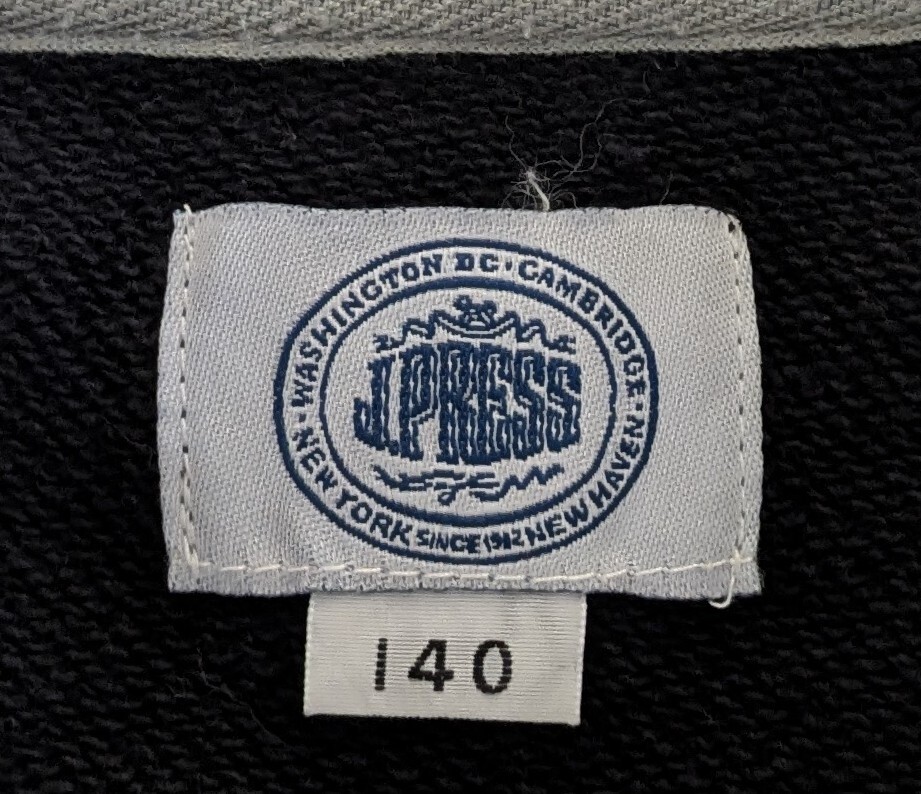 WASHINGTON DC · CAMBRIDGE ·
J.PRESS
NEW YORK SINCE 1902 NEW HAVEN ·
140